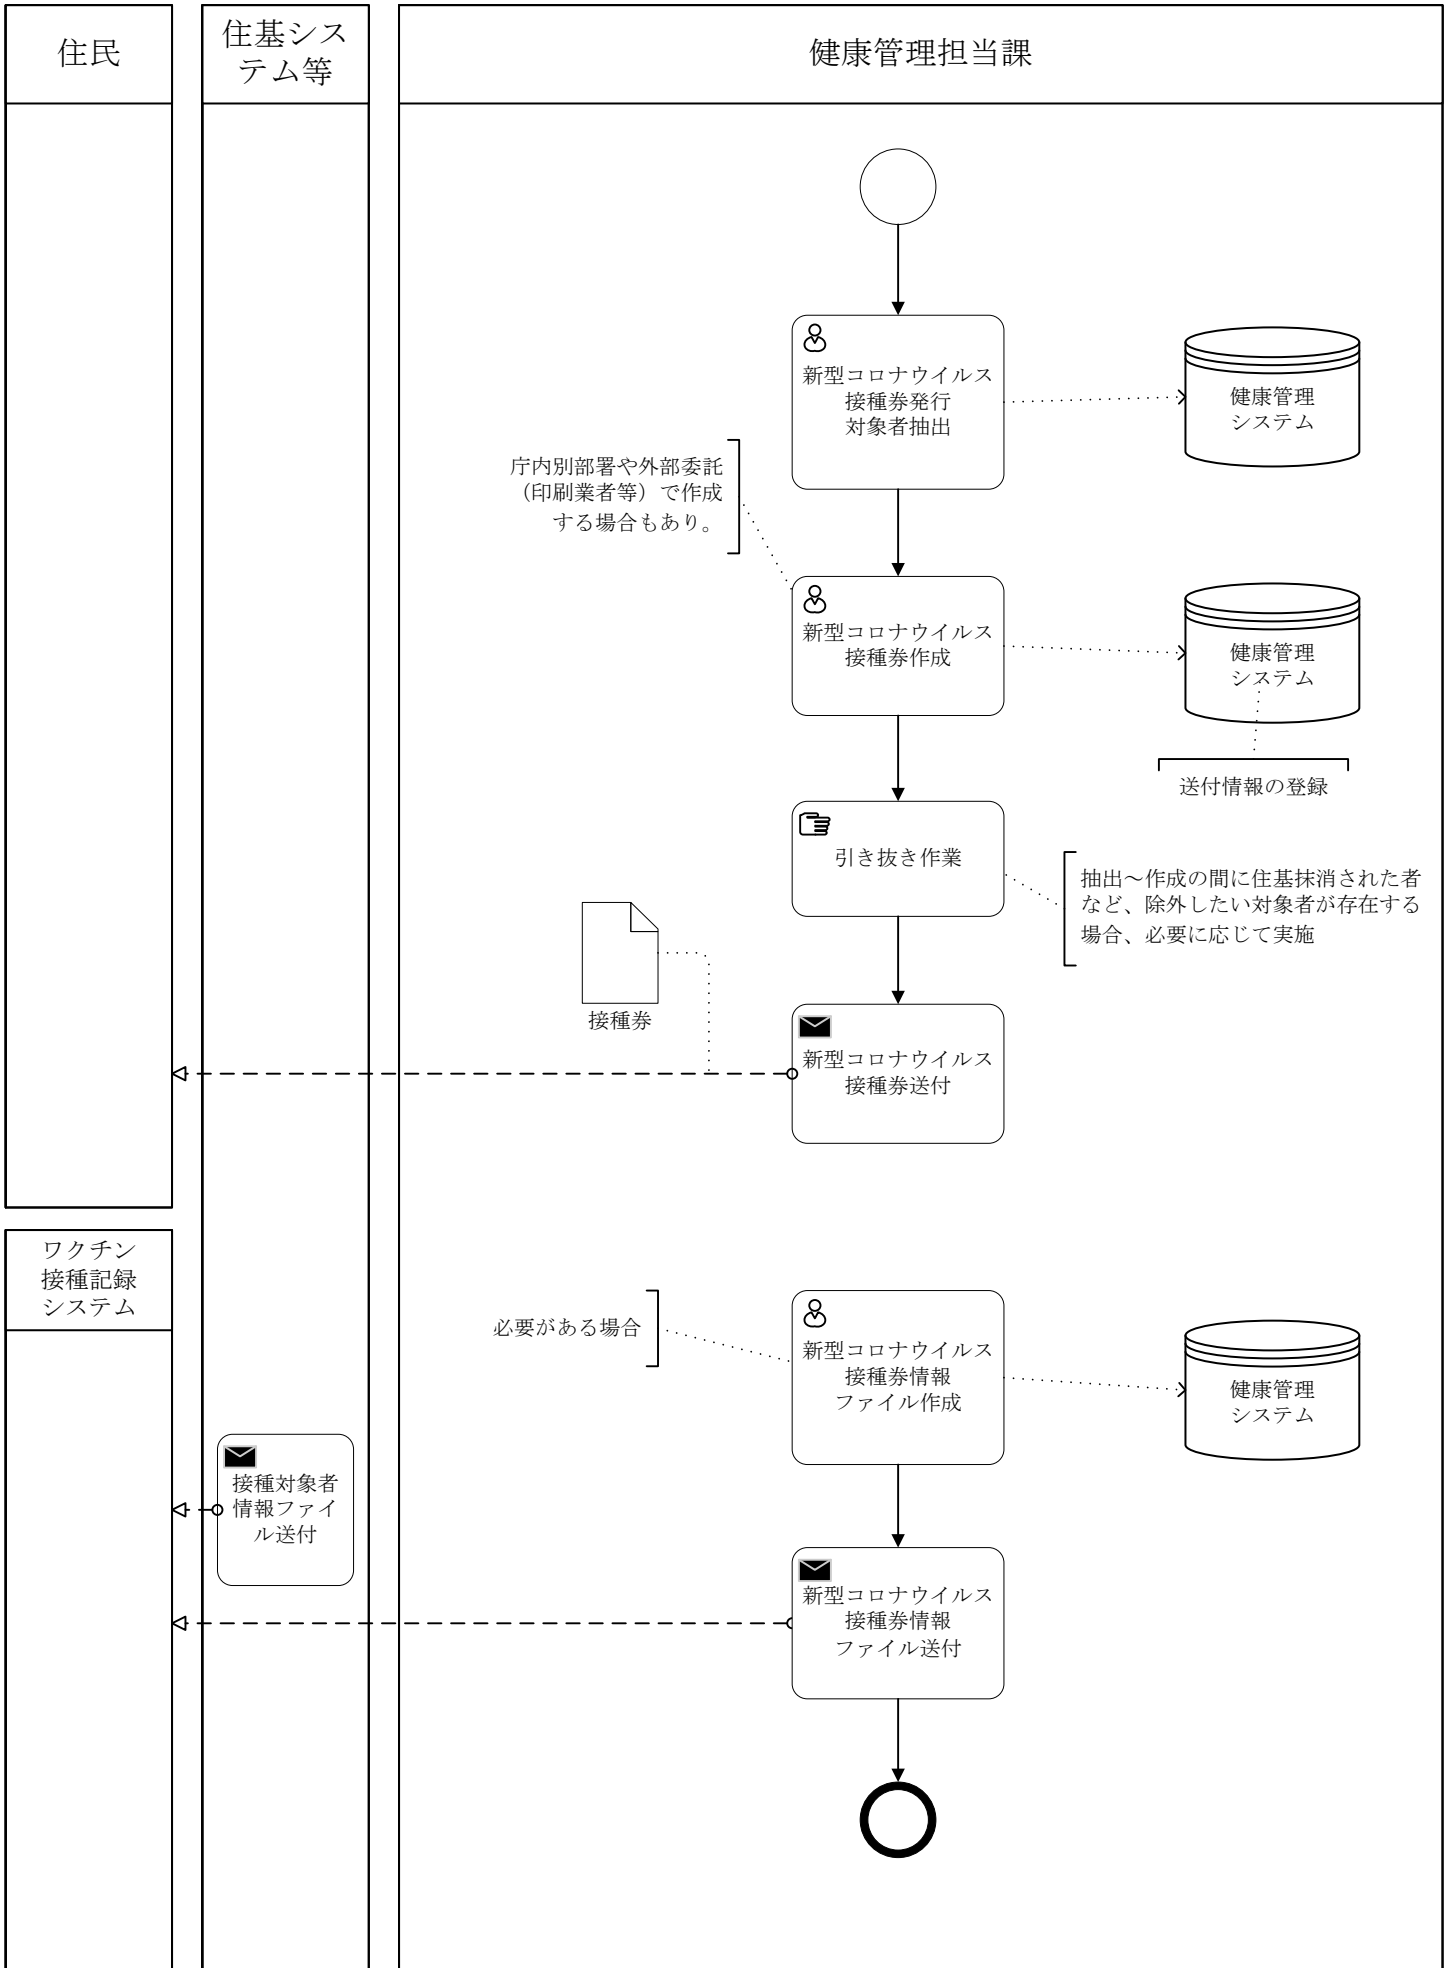 住民
住基シス
テム等
健康管理担当課
新型コロナウイルス
接種券発行
対象者抽出
健康管理
システム
庁内別部署や外部委託
（印刷業者等）で作成
する場合もあり。
新型コロナウイルス
接種券作成
健康管理
システム
送付情報の登録
引き抜き作業
抽出～作成の間に住基抹消された者
など、除外したい対象者が存在する
場合、必要に応じて実施
接種券
新型コロナウイルス
接種券送付
ワクチン
接種記録
システム
必要がある場合
新型コロナウイルス
接種券情報
ファイル作成
健康管理
システム
接種対象者
情報ファイ
ル送付
新型コロナウイルス
接種券情報
ファイル送付